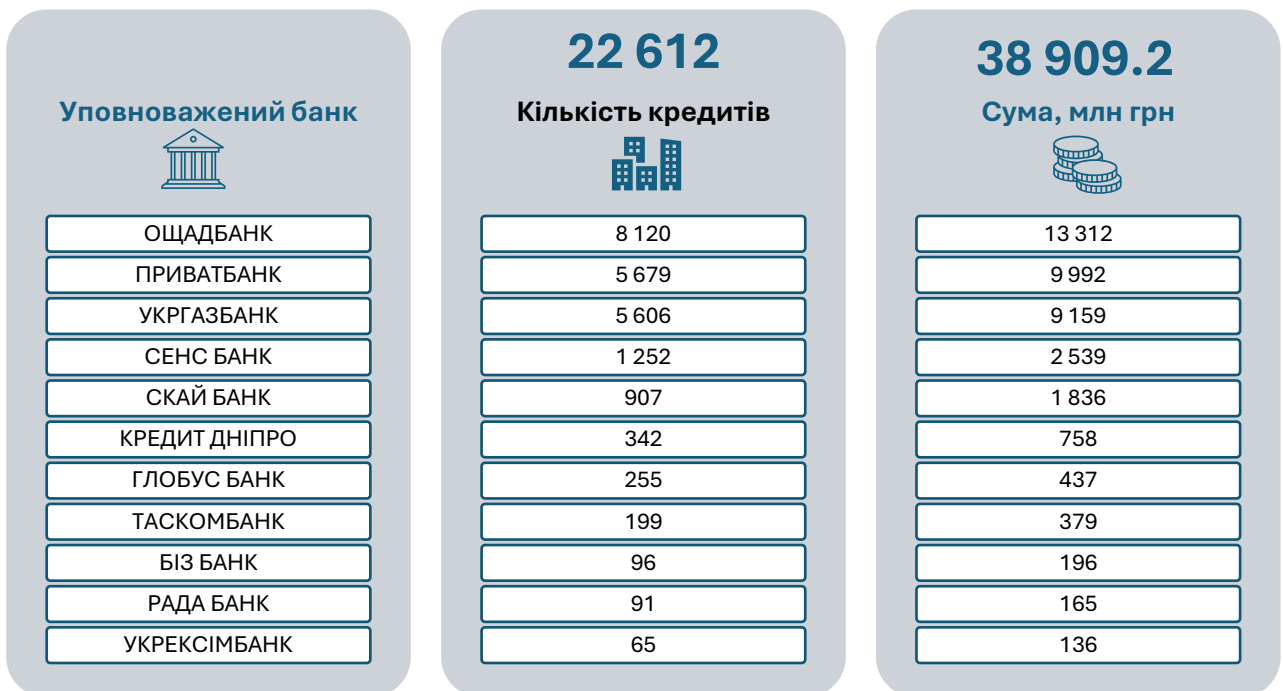 22 612
38 909.2
Уповноважений банк
Кількість кредитів
Сума, млн грн
ОЩАДБАНК 8 120 13 312
ПРИВАТБАНК 5 679 9 992
УКРГАЗБАНК 5 606 9 159
СЕНС БАНК 1 252 2 539
СКАЙ БАНК 907 1 836
КРЕДИТ ДНІПРО 342 758
ГЛОБУС БАНК 255 437
ТАСКОМБАНК 199 379
БІЗ БАНК 96 196
РАДА БАНК 91 165
УКРЕКСІМБАНК 65 136